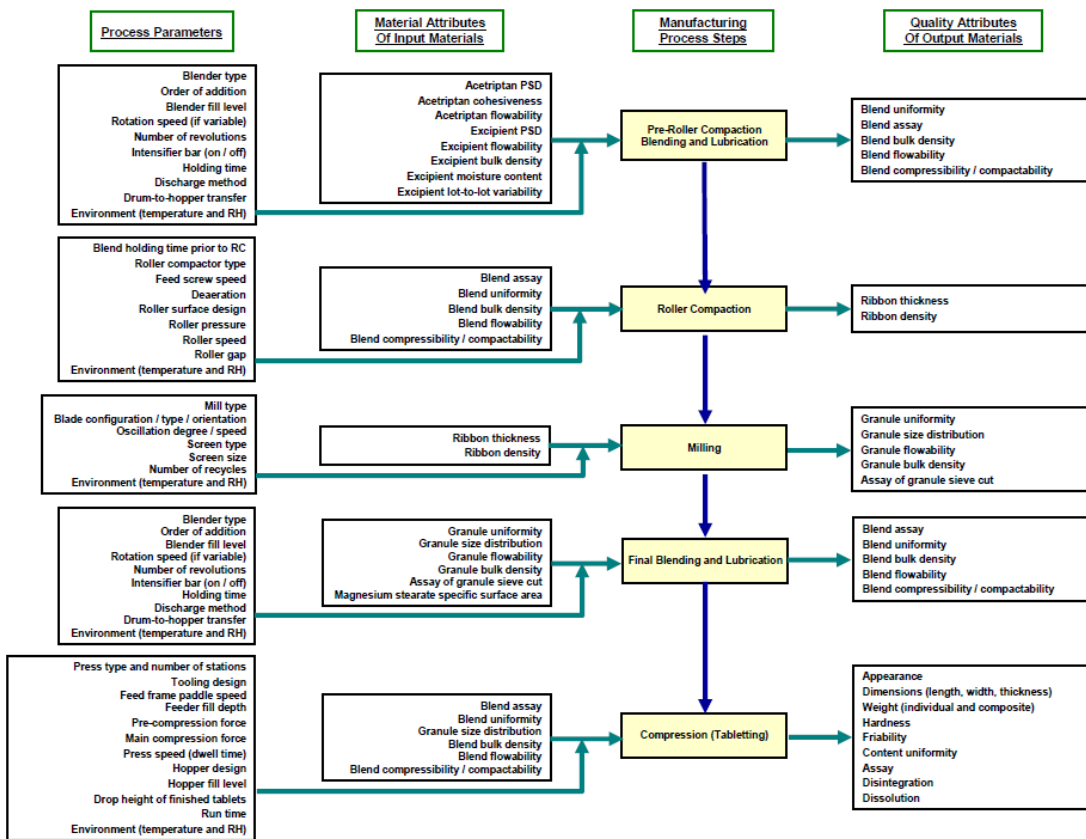 Process Parameters
Material Attributes
Of Input Materials
Manufacturing
Process Steps
Quality Attributes
Of Output Materials
Blender type
Order of addition
Blender fill level
Rotation speed (if variable)
Number of revolutions
Intensifier bar (on / off)
Holding time
Discharge method
Drum-to-hopper transfer
Environment (temperature and RH)
Acetriptan PSD
Acetriptan cohesiveness
Acetriptan flowability
Excipient PSD
Excipient flowability
Excipient bulk density
Excipient moisture content
Excipient lot-to-lot variability
Pre-Roller Compaction
Blending and Lubrication
Blend uniformity
Blend assay
Blend bulk density
Blend flowability
Blend compressibility / compactability
Blend holding time prior to RC
Roller compactor type
Feed screw speed
Deaeration
Roller surface design
Roller pressure
Roller speed
Roller gap
Environment (temperature and RH)
Blend assay
Blend uniformity
Blend bulk density
Blend flowability
Blend compressibility / compactability
Roller Compaction
Ribbon thickness
Ribbon density
Mill type
Blade configuration / type / orientation
Oscillation degree / speed
Screen type
Screen size
Number of recycles
Environment (temperature and RH)
Ribbon thickness
Ribbon density
Milling
Granule uniformity
Granule size distribution
Granule flowability
Granule bulk density
Assay of granule sieve cut
Blender type
Order of addition
Blender fill level
Rotation speed (if variable)
Number of revolutions
Intensifier bar (on / off)
Holding time
Discharge method
Drum-to-hopper transfer
Environment (temperature and RH)
Granule uniformity
Granule size distribution
Granule flowability
Granule bulk density
Assay of granule sieve cut
Magnesium stearate specific surface area
Final Blending and Lubrication
Blend assay
Blend uniformity
Blend bulk density
Blend flowability
Blend compressibility / compactability
Press type and number of stations
Tooling design
Feed frame paddle speed
Feeder fill depth
Pre-compression force
Main compression force
Press speed (dwell time)
Hopper design
Hopper fill level
Drop height of finished tablets
Run time
Environment (temperature and RH)
Blend assay
Blend uniformity
Granule size distribution
Blend bulk density
Blend flowability
Blend compressibility / compactability
Compression (Tabletting)
Appearance
Dimensions (length, width, thickness)
Weight (individual and composite)
Hardness
Friability
Content uniformity
Assay
Disintegration
Dissolution